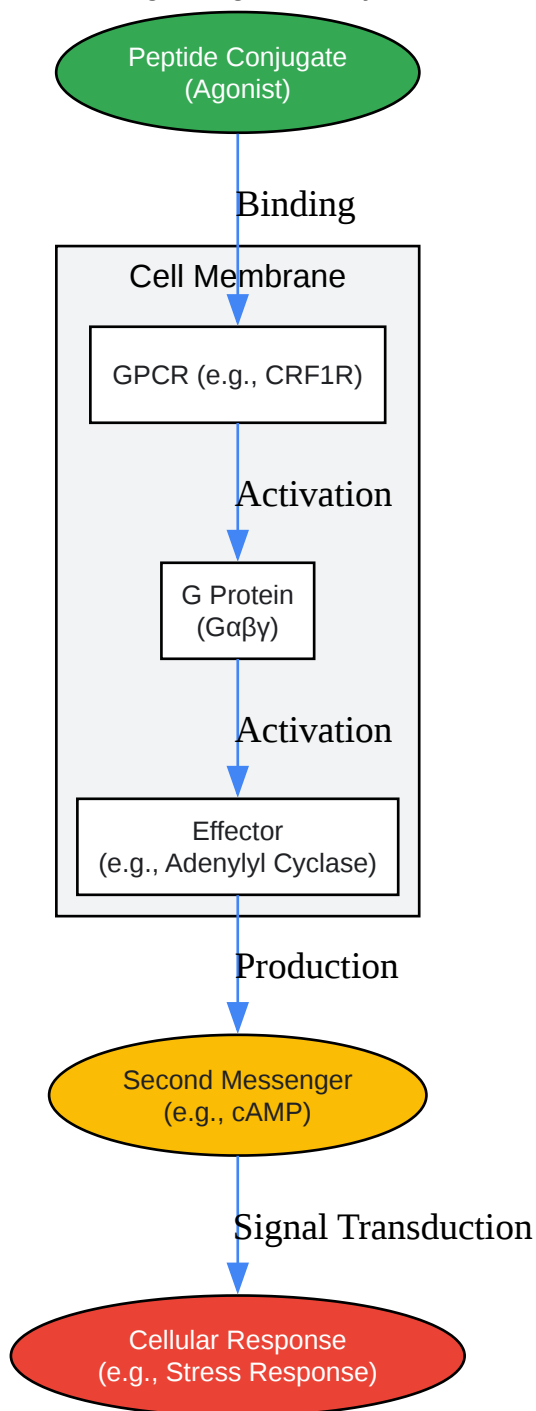 Peptide Conjugate
(Agonist)
Binding
Cell Membrane
GPCR (e.g., CRF1R)
Activation
G Protein
(Gαβγ)
Activation
Effector
(e.g., Adenylyl Cyclase)
Production
Second Messenger
(e.g., cAMP)
Signal Transduction
Cellular Response
(e.g., Stress Response)